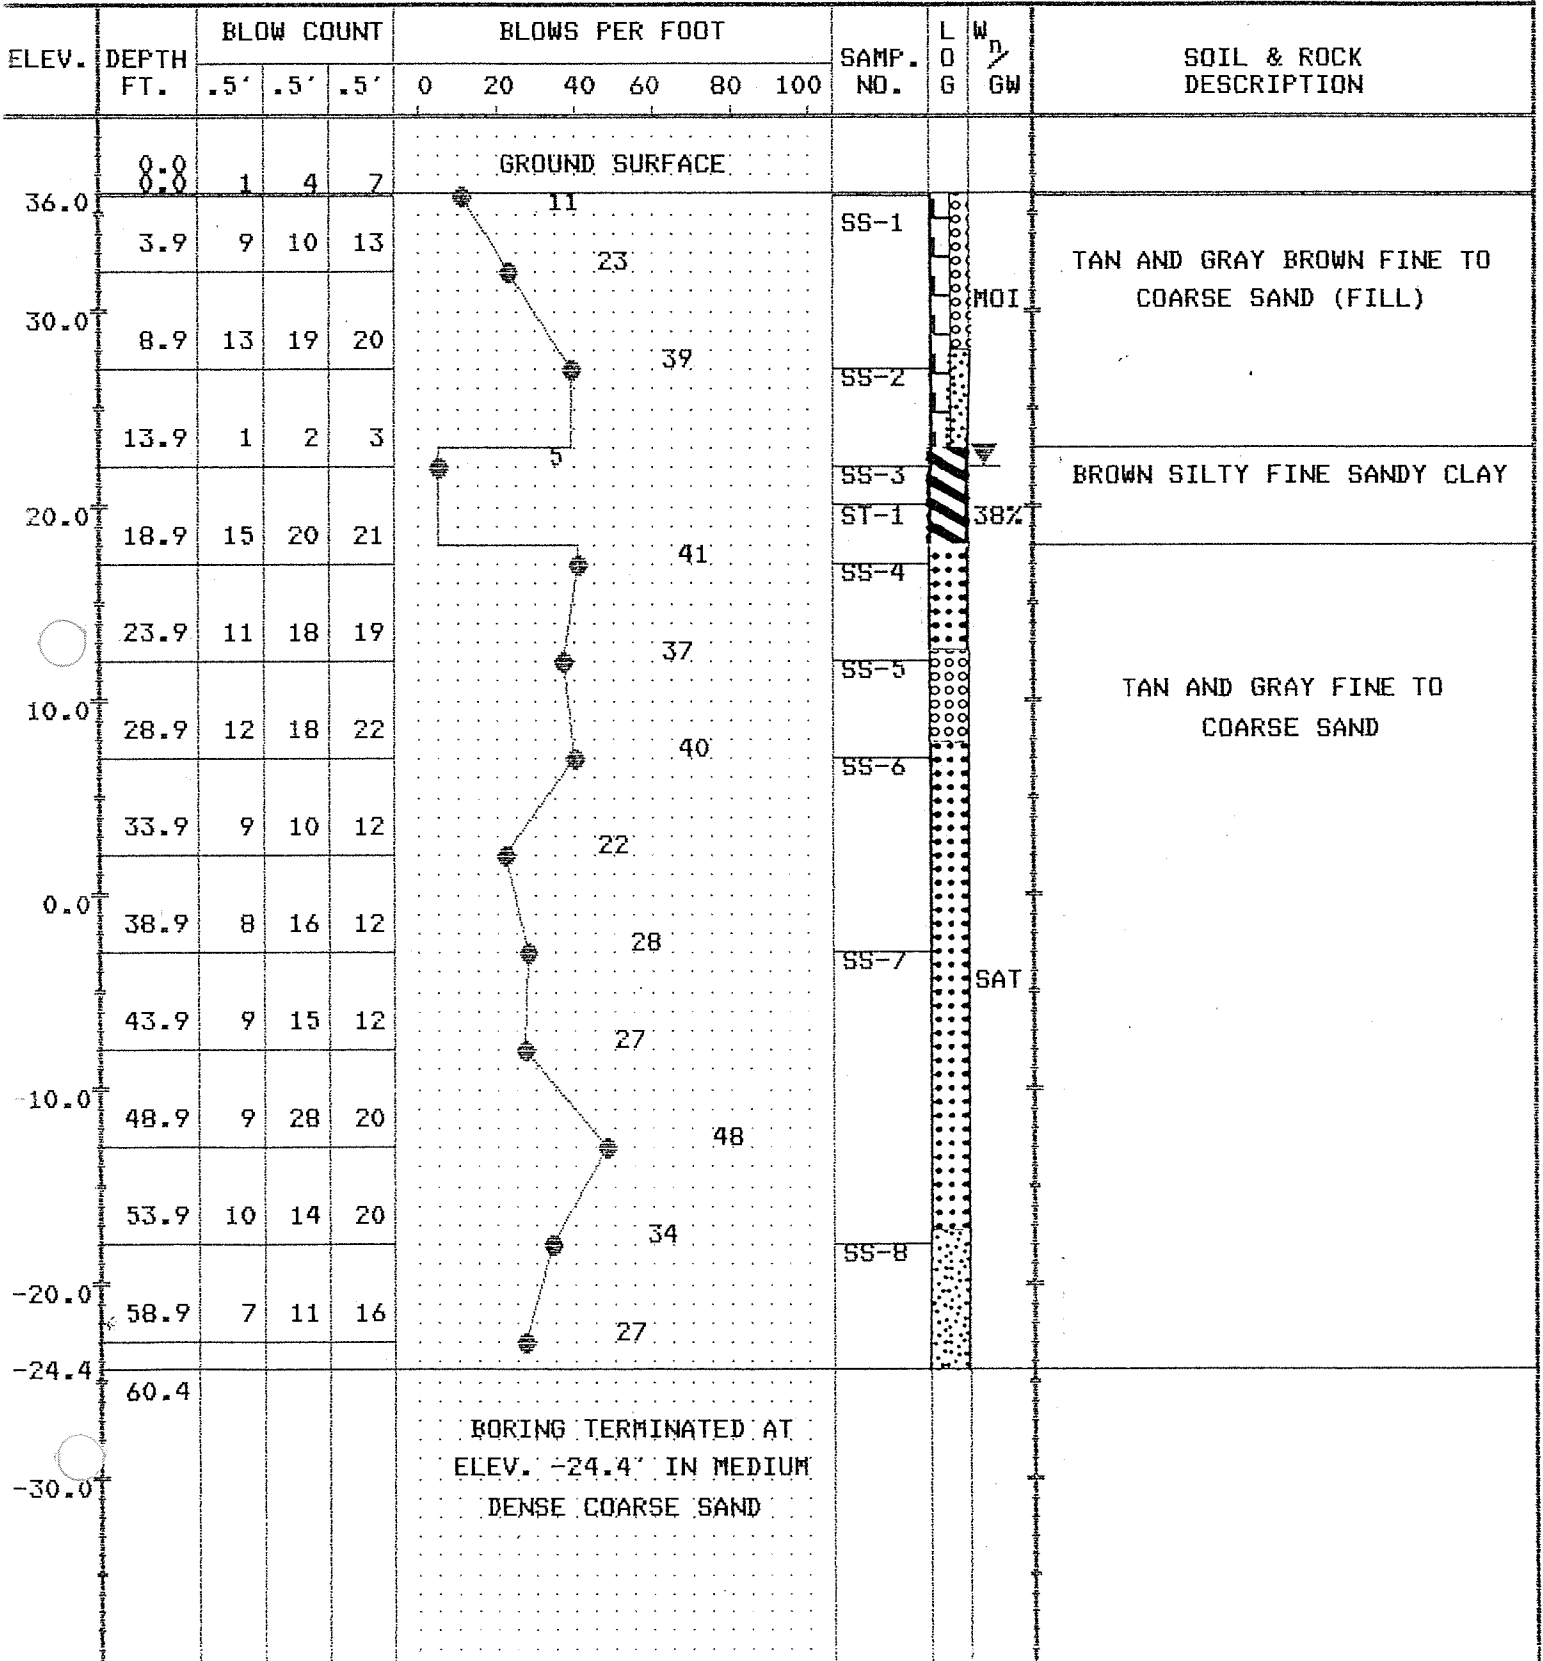 BLOW COUNT BLOWS PER FOOT L W
ELEV. DEPTH SAMP. O n/ SOIL & ROCK
FT. .5' .5' .5' 0 20 40 60 80 100 NO. G GW DESCRIPTION
0.0 GROUND SURFACE
0.0 1 4 7
36.0 11
SS-1
3.9 9 10 13 23 TAN AND GRAY BROWN FINE TO
MOI COARSE SAND (FILL)
30.0
8.9 13 19 20 39
SS-2
13.9 1 2 3 5
SS-3 BROWN SILTY FINE SANDY CLAY
20.0 ST-1 38%
18.9 15 20 21 41
SS-4
23.9 11 18 19 37
SS-5
TAN AND GRAY FINE TO
10.0
28.9 12 18 22 40 COARSE SAND
SS-6
33.9 9 10 12 22
0.0
38.9 8 16 12 28
SS-7
SAT
43.9 9 15 12 27
-10.0
48.9 9 28 20 48
53.9 10 14 20 34
SS-8
-20.0
58.9 7 11 16 27
-24.4
60.4
BORING TERMINATED AT
ELEV. -24.4' IN MEDIUM
-30.0
DENSE COARSE SAND